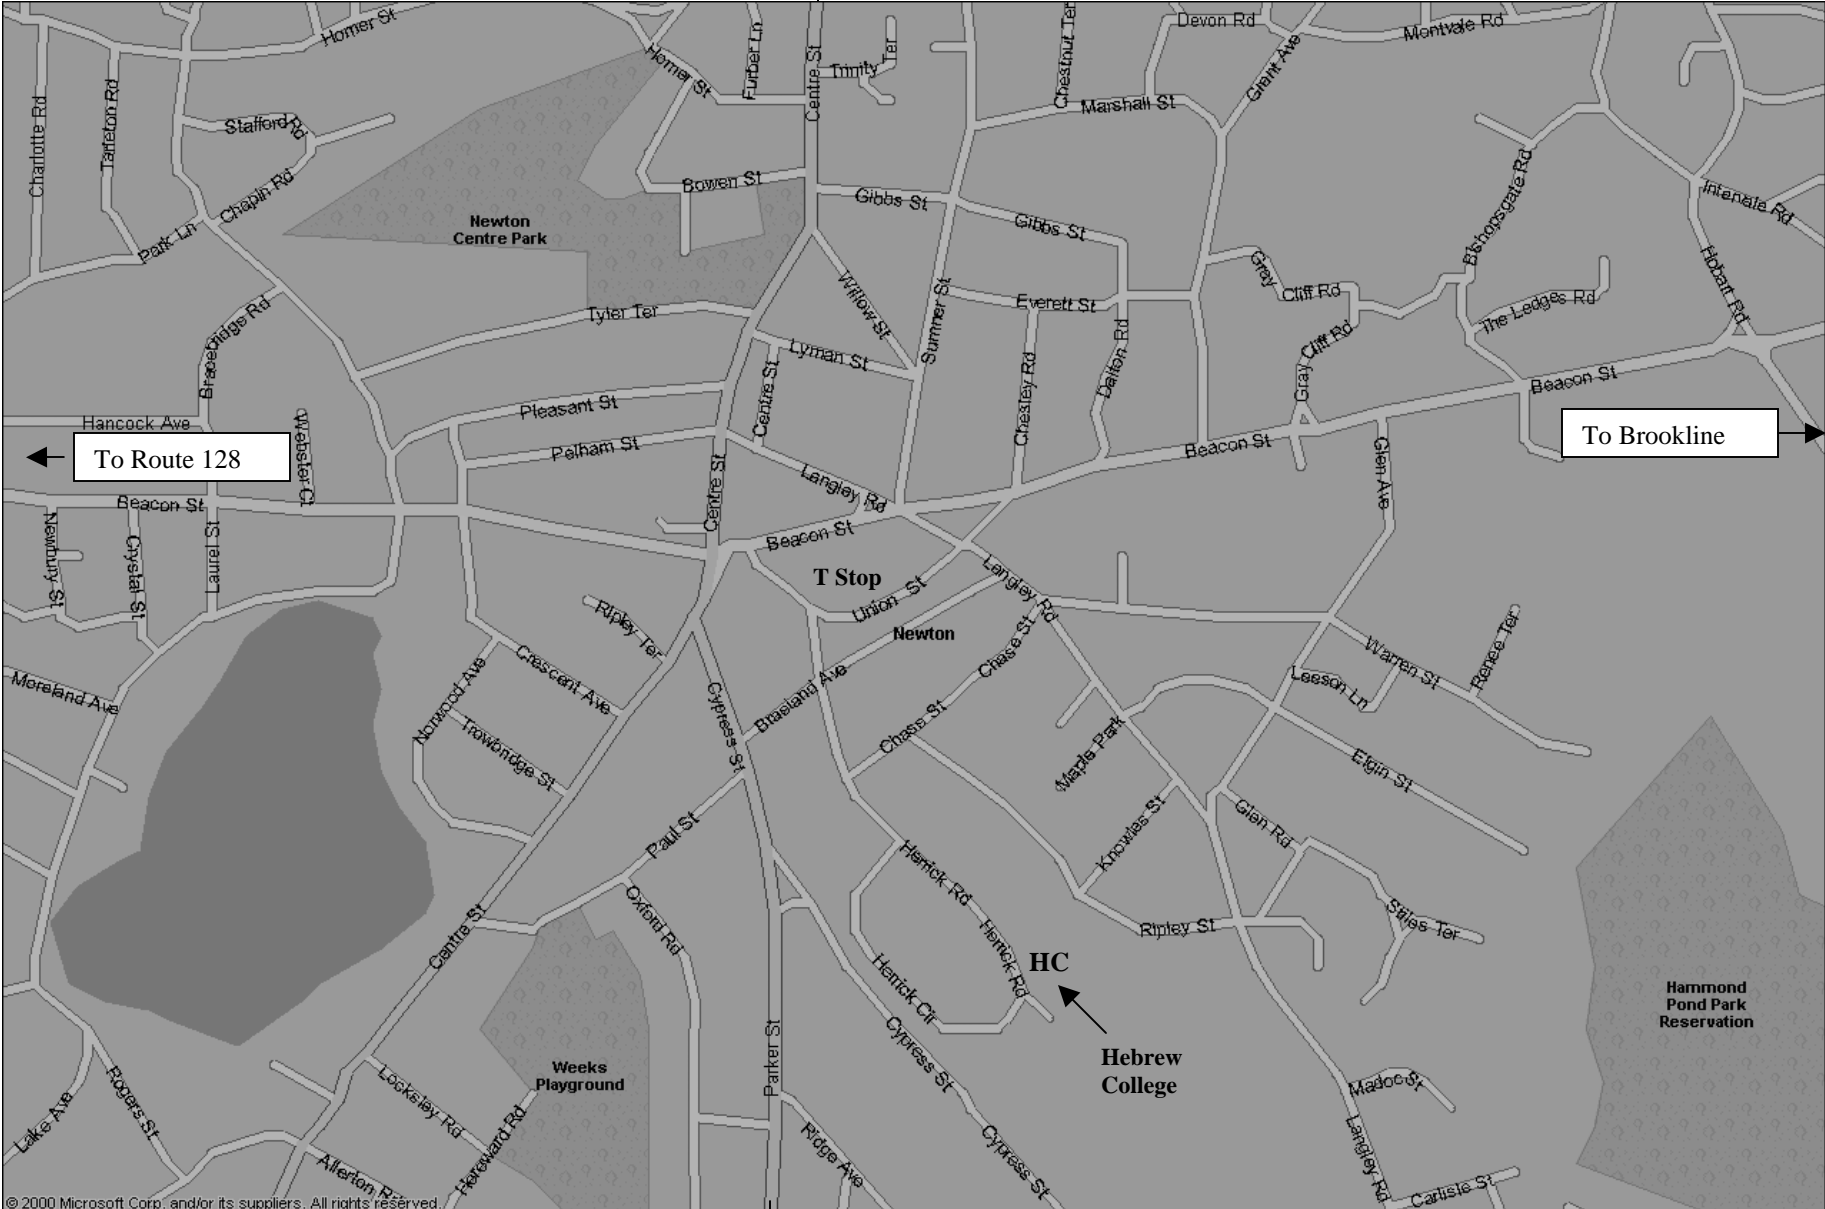 Homer St
Devon Rd
Montvale Rd
Chestnut Ter
Furber Ln
Centre St
Trinity Ter
Homer St
Grant Ave
Marshall St
Charlotte Rd
Tarleton Rd
Stafford Rd
Chapin Rd
Bowen St
Gibbs St
Gibbs St
Bishopsgate Rd
Intervale Rd
Park Ln
Newton
Centre Park
Willow St
Sumner St
Everett St
Gray
Cliff Rd
Hobart Rd
The Ledges Rd
Bracebridge Rd
Tyler Ter
Lyman St
Centre St
Chesley Rd
Dalton Rd
Gray Cliff Rd
Beacon St
Pleasant St
Hancock Ave
Webster Ct
To Route 128
Pelham St
Centre St
Langley Rd
Beacon St
Glen Ave
To Brookline
Beacon St
Newbury St
Crystal St
Laurel St
Beacon St
T Stop
Union St
Langley Rd
Newton
Ripley Ter
Crescent Ave
Norwood Ave
Trowbridge St
Cypress St
Braeland Ave
Chase St
Chase St
Maple Park
Leeson Ln
Warren St
Renee Ter
Elgin St
Moreland Ave
Paul St
Knowles St
Glen Rd
Herrick Rd
Herrick Rd
Oxford Rd
Ripley St
Stiles Ter
Centre St
HC
Herrick Cir
Cypress St
Hammond
Pond Park
Reservation
Hebrew
College
Weeks
Playground
Parker St
Locksley Rd
Hereward Rd
Madoc St
Lake Ave
Rogers St
Allerton Rd
Ridge Ave
Cypress St
Langley Rd
Carlisle St
© 2000 Microsoft Corp. and/or its suppliers. All rights reserved.